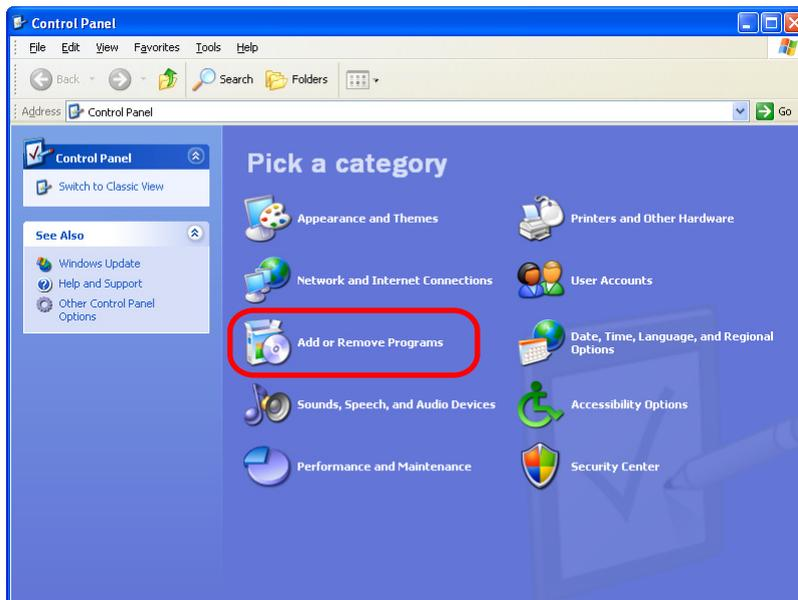 Control Panel
File Edit View Favorites Tools Help
Back Search Folders
Address Control Panel Go
Control Panel
Switch to Classic View
See Also
Windows Update
Help and Support
Other Control Panel
Options
Pick a category
Appearance and Themes
Printers and Other Hardware
Network and Internet Connections
User Accounts
Add or Remove Programs
Date, Time, Language, and Regional
Options
Sounds, Speech, and Audio Devices
Accessibility Options
Performance and Maintenance
Security Center